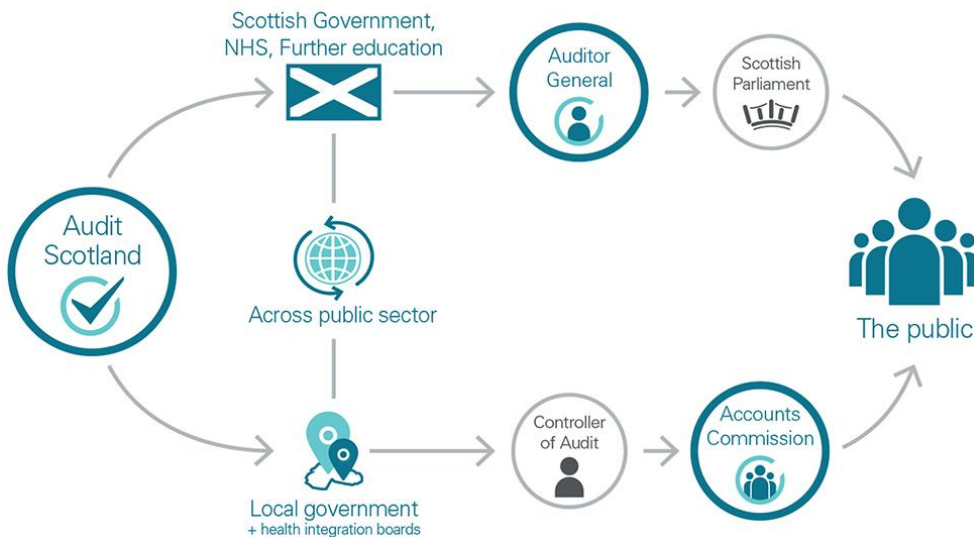 Scottish Government,
NHS, Further education
Auditor
General
Scottish
Parliament
Audit
Scotland
Across public sector
The public
Local government
+ health integration boards
Controller
of Audit
Accounts
Commission